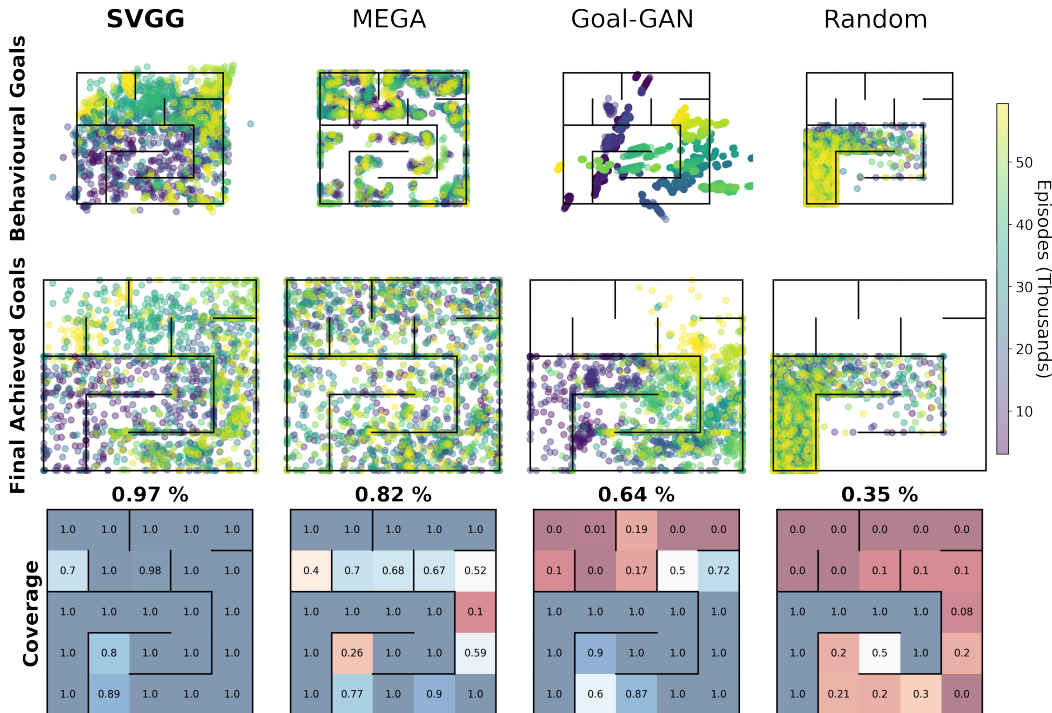 SVGG MEGA Goal-GAN Random
Behavioural Goals
Final Achieved Goals
Coverage
50
40
30
20
10
Episodes (Thousands)
0.97 % 0.82 % 0.64 % 0.35 %
1.0 1.0 1.0 1.0 1.0 1.0 1.0 1.0 1.0 1.0 0.0 0.01 0.19 0.0 0.0 0.0 0.0 0.0 0.0 0.0
0.7 1.0 0.98 1.0 1.0 0.4 0.7 0.68 0.67 0.52 0.1 0.0 0.17 0.5 0.72 0.0 0.0 0.1 0.1 0.1
1.0 1.0 1.0 1.0 1.0 1.0 1.0 1.0 1.0 0.1 1.0 1.0 1.0 1.0 1.0 1.0 1.0 1.0 1.0 0.08
1.0 0.8 1.0 1.0 1.0 1.0 0.26 1.0 1.0 0.59 1.0 0.9 1.0 1.0 1.0 1.0 0.2 0.5 1.0 0.2
1.0 0.89 1.0 1.0 1.0 1.0 0.77 1.0 0.9 1.0 1.0 0.6 0.87 1.0 1.0 1.0 0.21 0.2 0.3 0.0